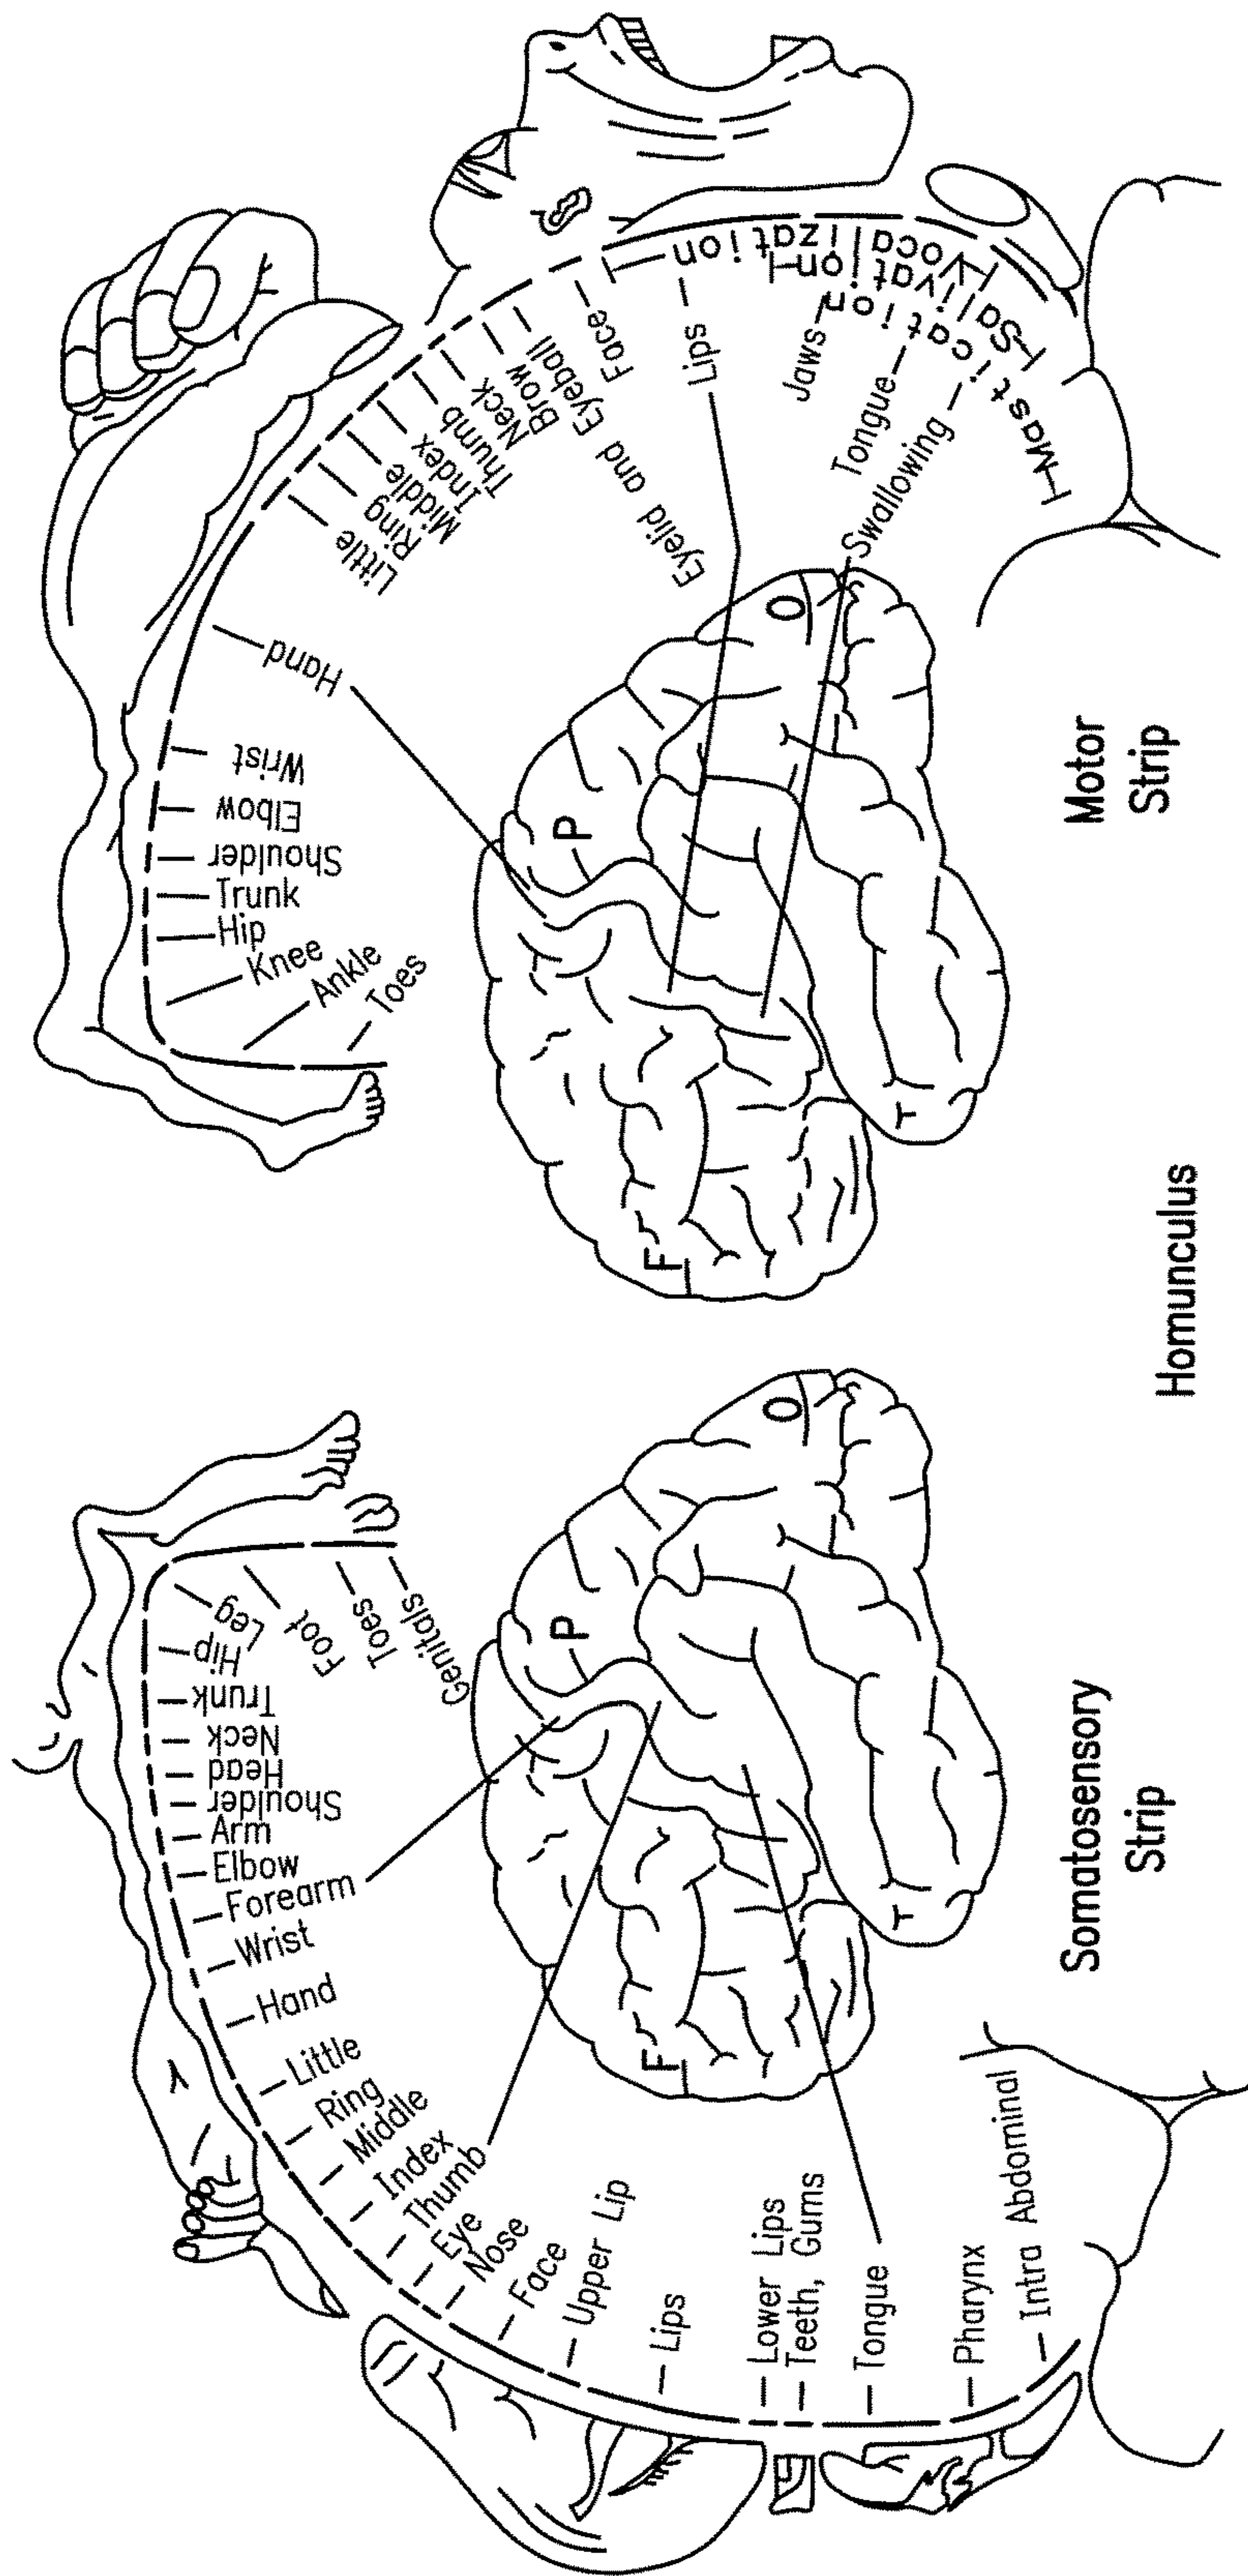 Genitals
Toes
Foot
Leg
Hip
Trunk
Neck
Head
Shoulder
Arm
Elbow
Forearm
Wrist
Hand
Little
Ring
Middle
Index
Thumb
Eye
Nose
Face
Upper Lip
Lips
Lower Lips
Teeth, Gums
Tongue
Pharynx
Intra Abdominal
F
P
O
T
Somatosensory
Strip
Toes
Ankle
Knee
Hip
Trunk
Shoulder
Elbow
Wrist
Hand
Little
Ring
Middle
Index
Thumb
Neck
Brow
Eyelid and Eyeball
Face
Lips
Jaws
Tongue
Swallowing
Vocalization
Salivation
Mastication
F
P
O
T
Motor
Strip
Homunculus